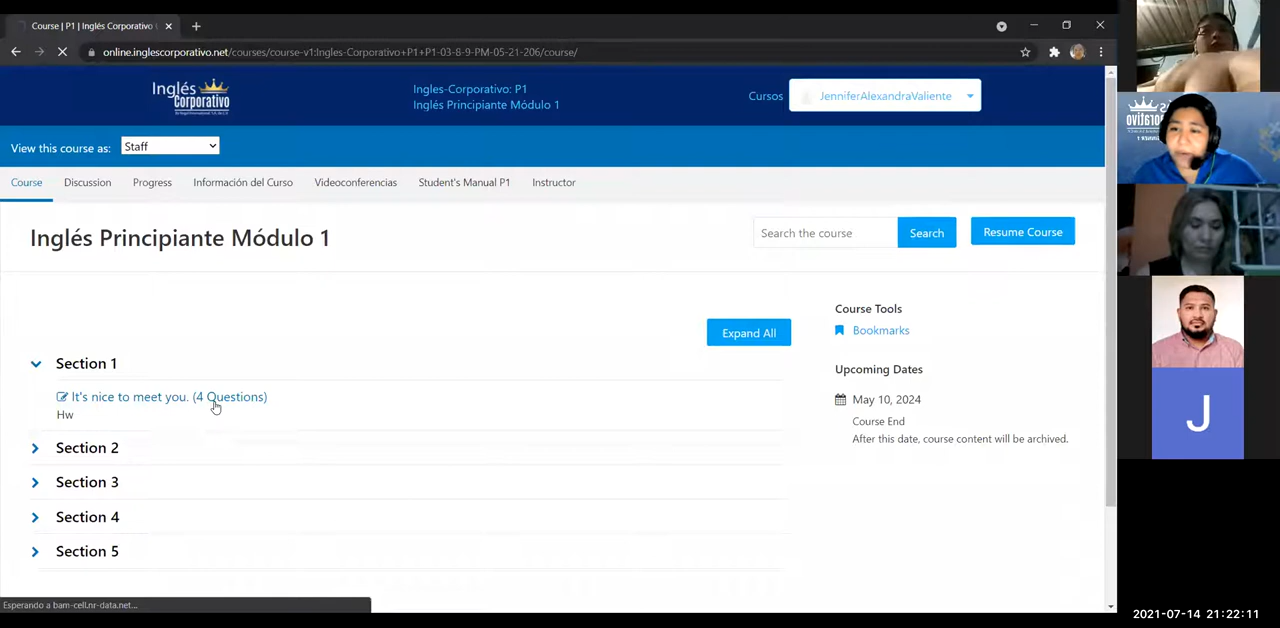 Course | P1 | Inglés Corporativo
online.inglescorporativo.net/courses/course-v1:Ingles-Corporativo+P1+P1-03-8-9-PM-05-21-206/course/
Inglés
Corporativo
Ingles-Corporativo: P1
Inglés Principiante Módulo 1
Cursos
JenniferAlexandraValiente
View this course as:
Staff
Course
Discussion
Progress
Información del Curso
Videoconferencias
Student's Manual P1
Instructor
Inglés Principiante Módulo 1
Search the course
Search
Resume Course
Expand All
Section 1
It's nice to meet you. (4 Questions)
Hw
Section 2
Section 3
Section 4
Section 5
Course Tools
Bookmarks
Upcoming Dates
May 10, 2024
Course End
After this date, course content will be archived.
Esperando a bam-cell.nr-data.net...
J
2021-07-14 21:22:11